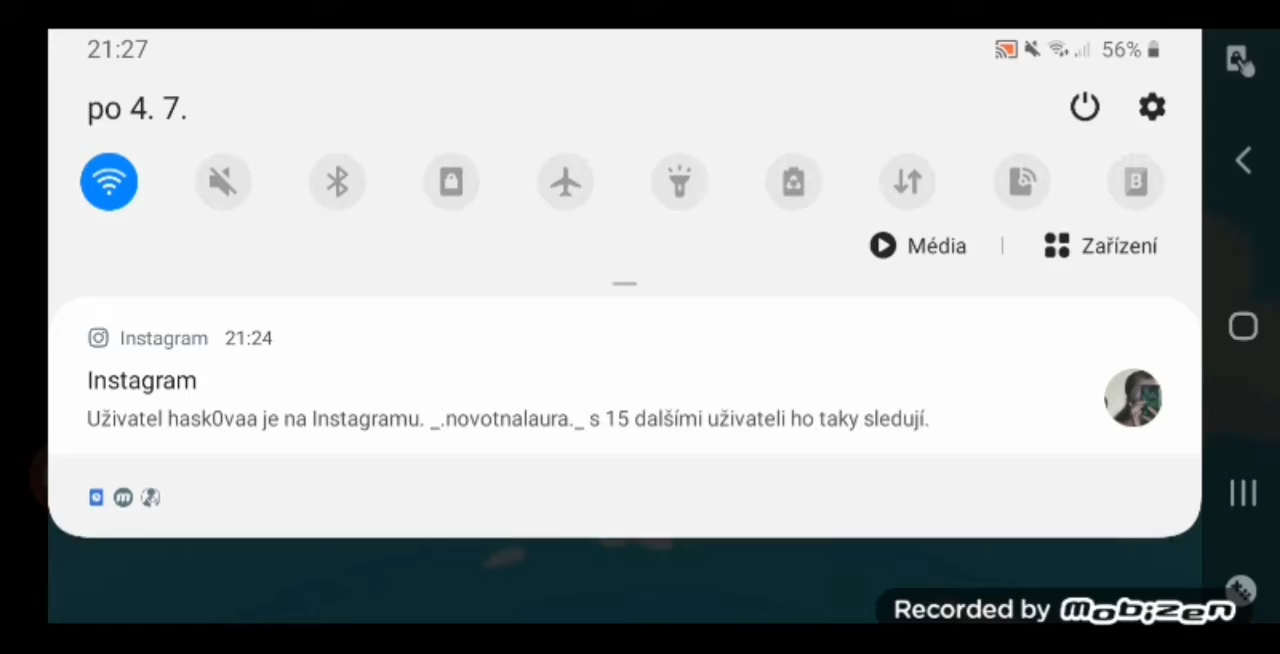 21:27
56%
po 4. 7.
Média
Zařízení
Instagram 21:24
Instagram
Uživatel hask0vaa je na Instagramu. _.novotnalaura._ s 15 dalšími uživateli ho taky sledují.
Recorded by mobizen